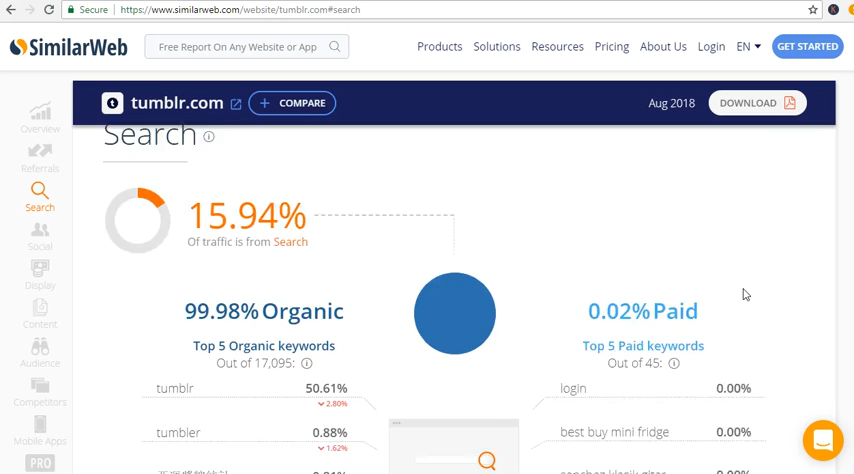 Secure https://www.similarweb.com/website/tumblr.com#search
SimilarWeb Free Report On Any Website or App Products Solutions Resources Pricing About Us Login EN GET STARTED
tumblr.com + COMPARE Aug 2018 DOWNLOAD
Overview
Referrals
Search
Social
Display
Content
Audience
Competitors
Mobile Apps
PRO
Search
15.94%
Of traffic is from Search
99.98% Organic
Top 5 Organic keywords
Out of 17,095:
tumblr 50.61%
2.80%
tumbler 0.88%
1.62%
0.02% Paid
Top 5 Paid keywords
Out of 45:
login 0.00%
best buy mini fridge 0.00%